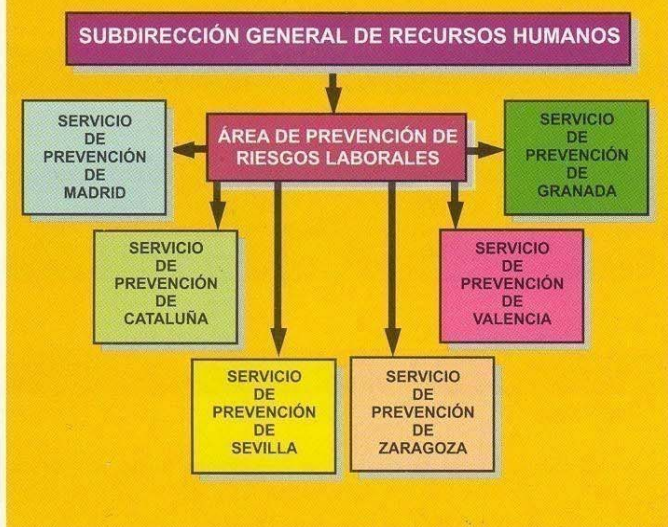 SUBDIRECCIÓN GENERAL DE RECURSOS HUMANOS
ÁREA DE PREVENCIÓN DE
RIESGOS LABORALES
SERVICIO
DE
PREVENCIÓN
DE
MADRID
SERVICIO
DE
PREVENCIÓN
DE
GRANADA
SERVICIO
DE
PREVENCIÓN
DE
CATALUÑA
SERVICIO
DE
PREVENCIÓN
DE
VALENCIA
SERVICIO
DE
PREVENCIÓN
DE
SEVILLA
SERVICIO
DE
PREVENCIÓN
DE
ZARAGOZA